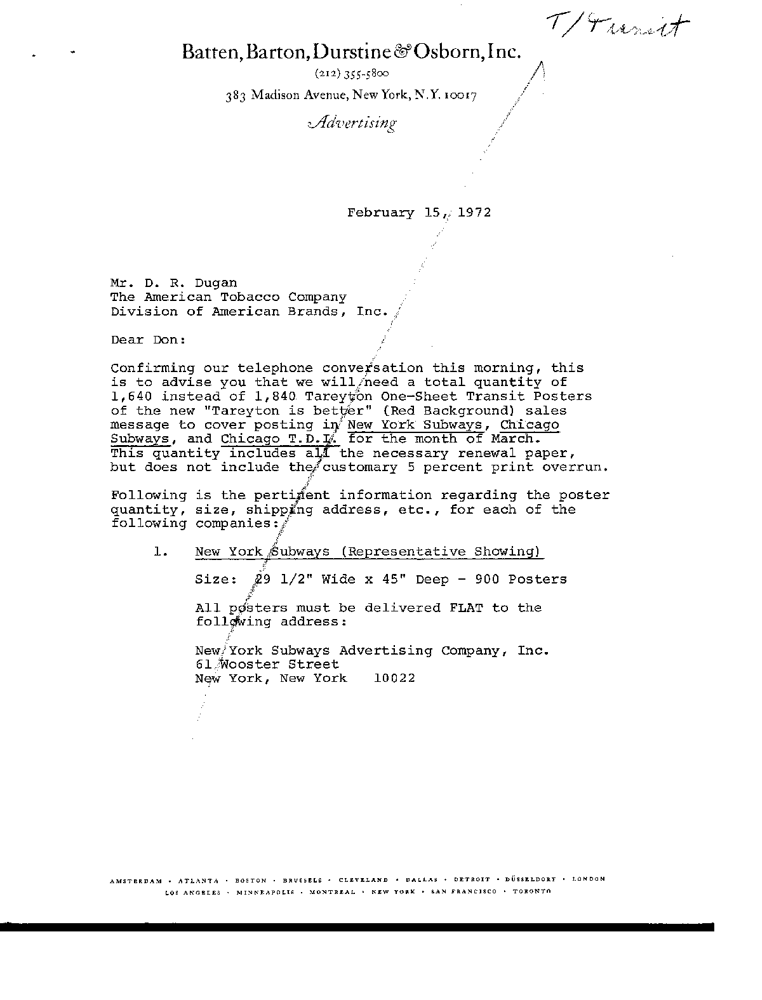 T/Transit
Batten, Barton, Durstine & Osborn, Inc.
(212) 355-5800
383 Madison Avenue, New York, N.Y. 10017
Advertising
February 15, 1972
Mr. D. R. Dugan
The American Tobacco Company
Division of American Brands, Inc.
Dear Don:
Confirming our telephone conversation this morning, this
is to advise you that we will need a total quantity of
1,640 instead of 1,840 Tareyton One-Sheet Transit Posters
of the new "Tareyton is better" (Red Background) sales
message to cover posting in New York Subways, Chicago
Subways, and Chicago T.D.I. for the month of March.
This quantity includes all the necessary renewal paper,
but does not include the customary 5 percent print overrun.
Following is the pertinent information regarding the poster
quantity, size, shipping address, etc., for each of the
following companies:
1. New York Subways (Representative Showing)
Size: 29 1/2" Wide x 45" Deep - 900 Posters
All posters must be delivered FLAT to the
following address:
New York Subways Advertising Company, Inc.
61 Wooster Street
New York, New York 10022
AMSTERDAM · ATLANTA · BOSTON · BRUSSELS · CLEVELAND · DALLAS · DETROIT · DÜSSELDORF · LONDON
LOS ANGELES · MINNEAPOLIS · MONTREAL · NEW YORK · SAN FRANCISCO · TORONTO